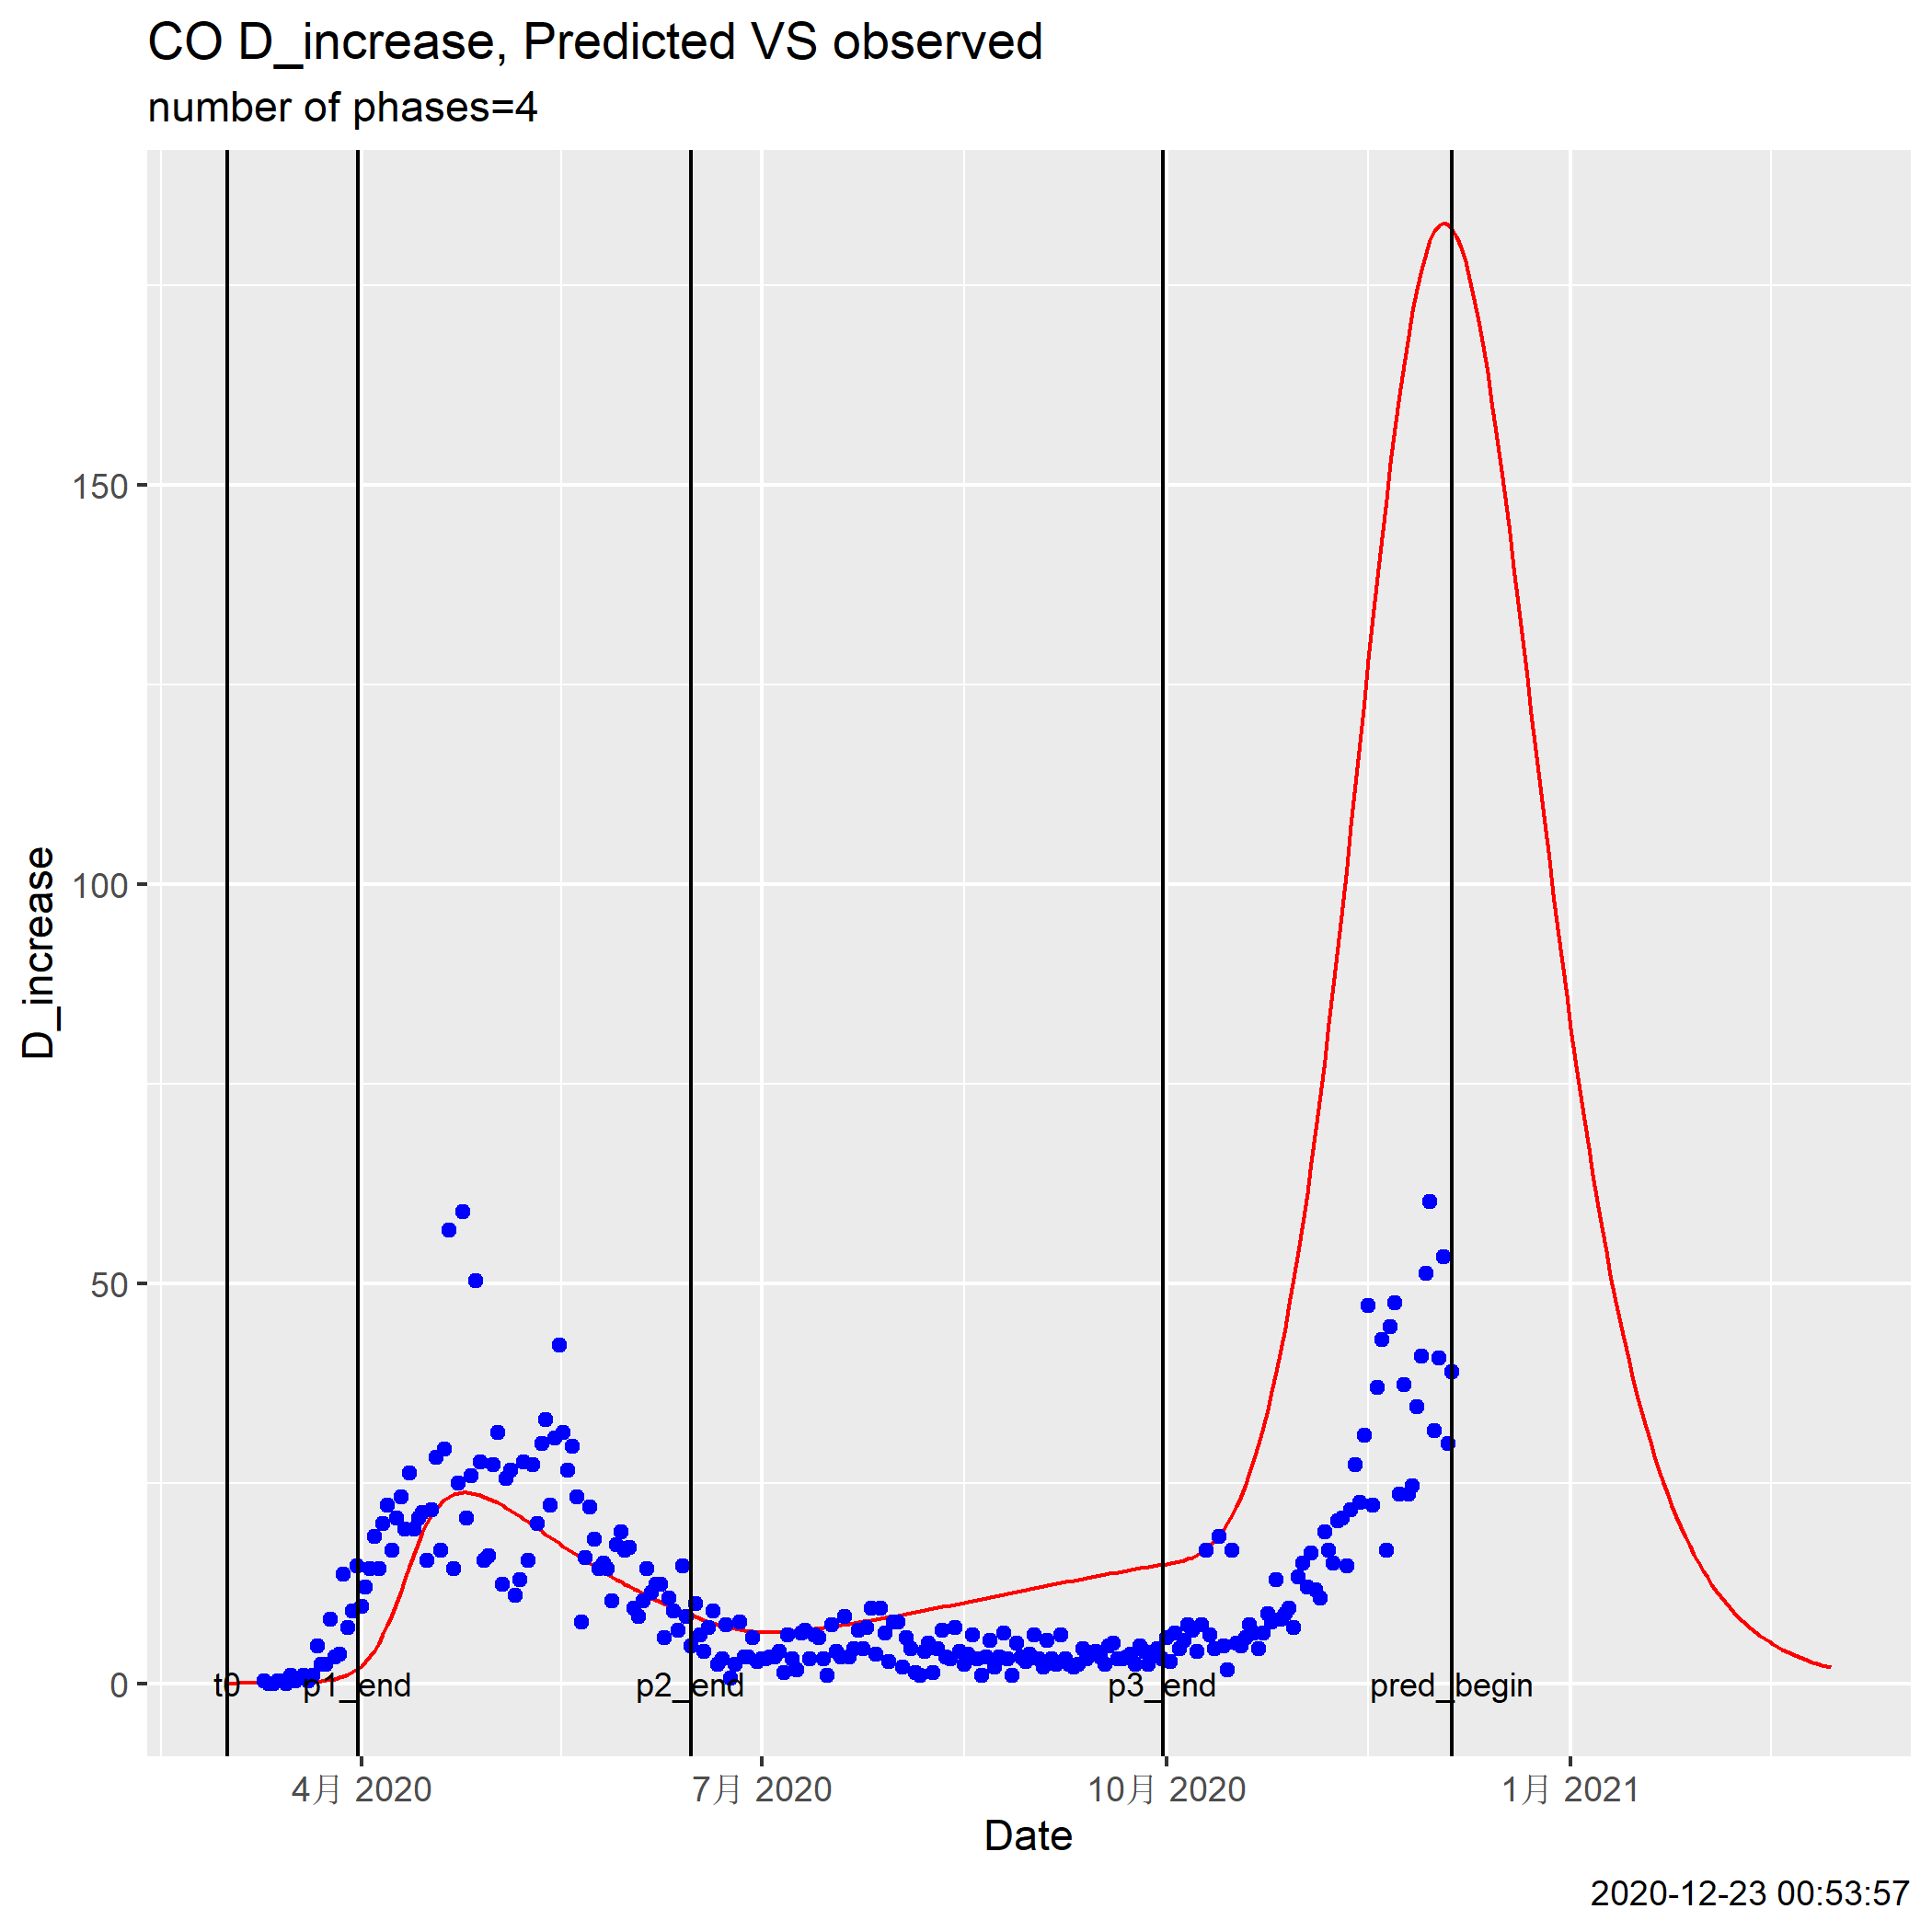 CO D_increase, Predicted VS observed
number of phases=4
150
100
50
0
D_increase
t0
p1_end
p2_end
p3_end
pred_begin
4月 2020
7月 2020
10月 2020
1月 2021
Date
2020-12-23 00:53:57